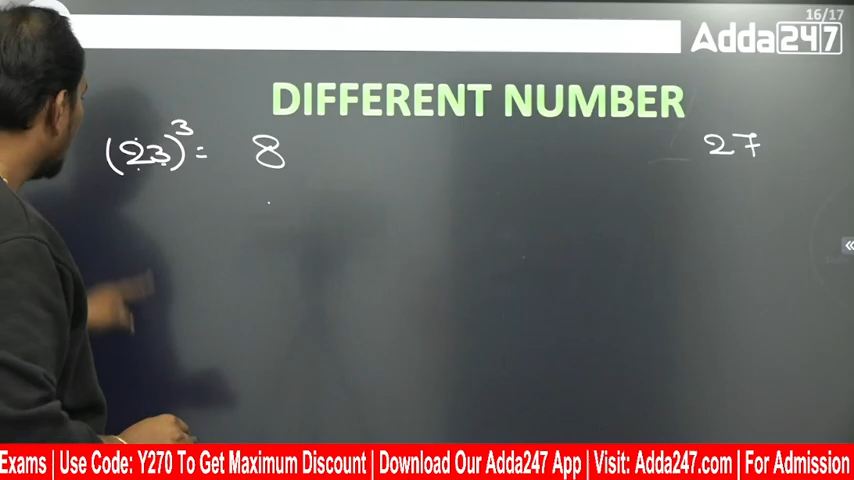 16/17
Adda247
DIFFERENT NUMBER
(23)³ = 8 27
Exams | Use Code: Y270 To Get Maximum Discount | Download Our Adda247 App | Visit: Adda247.com | For Admission